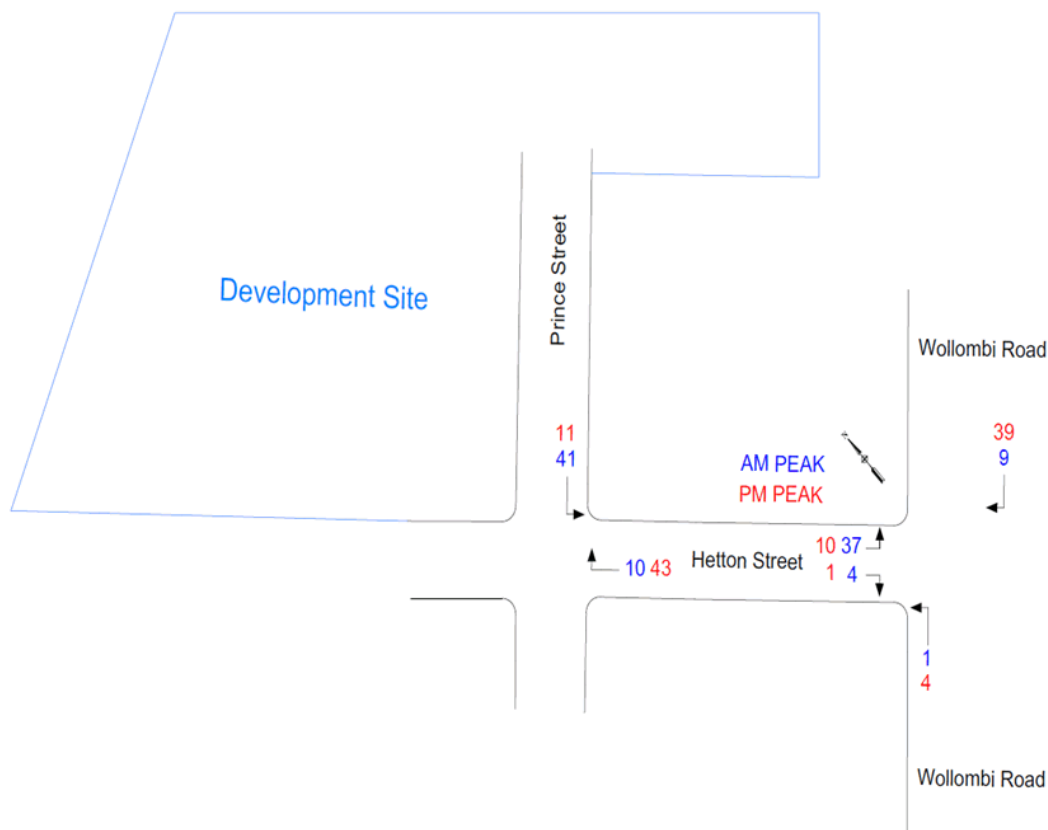 Development Site
Prince Street
Wollombi Road
11
41
AM PEAK
PM PEAK
39
9
10 37
Hetton Street
1 4
10 43
1
4
Wollombi Road